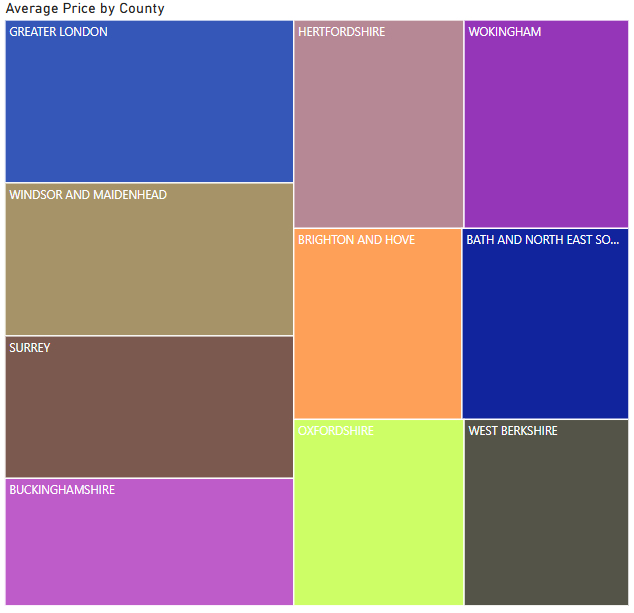 Average Price by County
GREATER LONDON
HERTFORDSHIRE
WOKINGHAM
WINDSOR AND MAIDENHEAD
BRIGHTON AND HOVE
BATH AND NORTH EAST SO...
SURREY
OXFORDSHIRE
WEST BERKSHIRE
BUCKINGHAMSHIRE